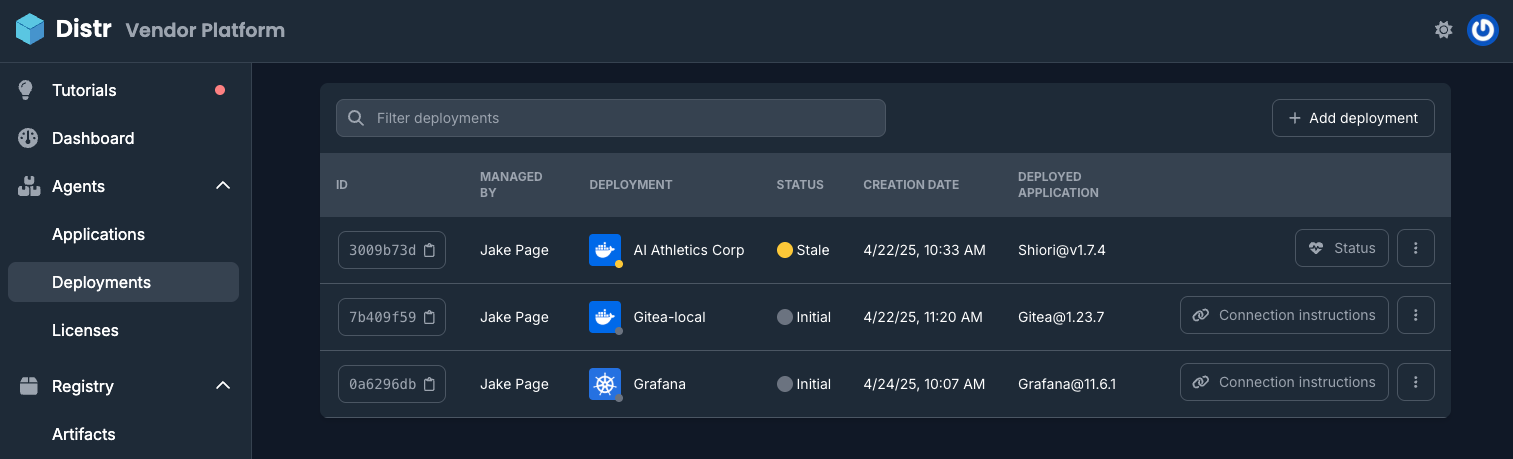 Distr Vendor Platform
Tutorials
Dashboard
Agents
Applications
Deployments
Licenses
Registry
Artifacts
Filter deployments
Add deployment
ID MANAGED BY DEPLOYMENT STATUS CREATION DATE DEPLOYED APPLICATION
3009b73d Jake Page AI Athletics Corp Stale 4/22/25, 10:33 AM Shiori@v1.7.4 Status
7b409f59 Jake Page Gitea-local Initial 4/22/25, 11:20 AM Gitea@1.23.7 Connection instructions
0a6296db Jake Page Grafana Initial 4/24/25, 10:07 AM Grafana@11.6.1 Connection instructions